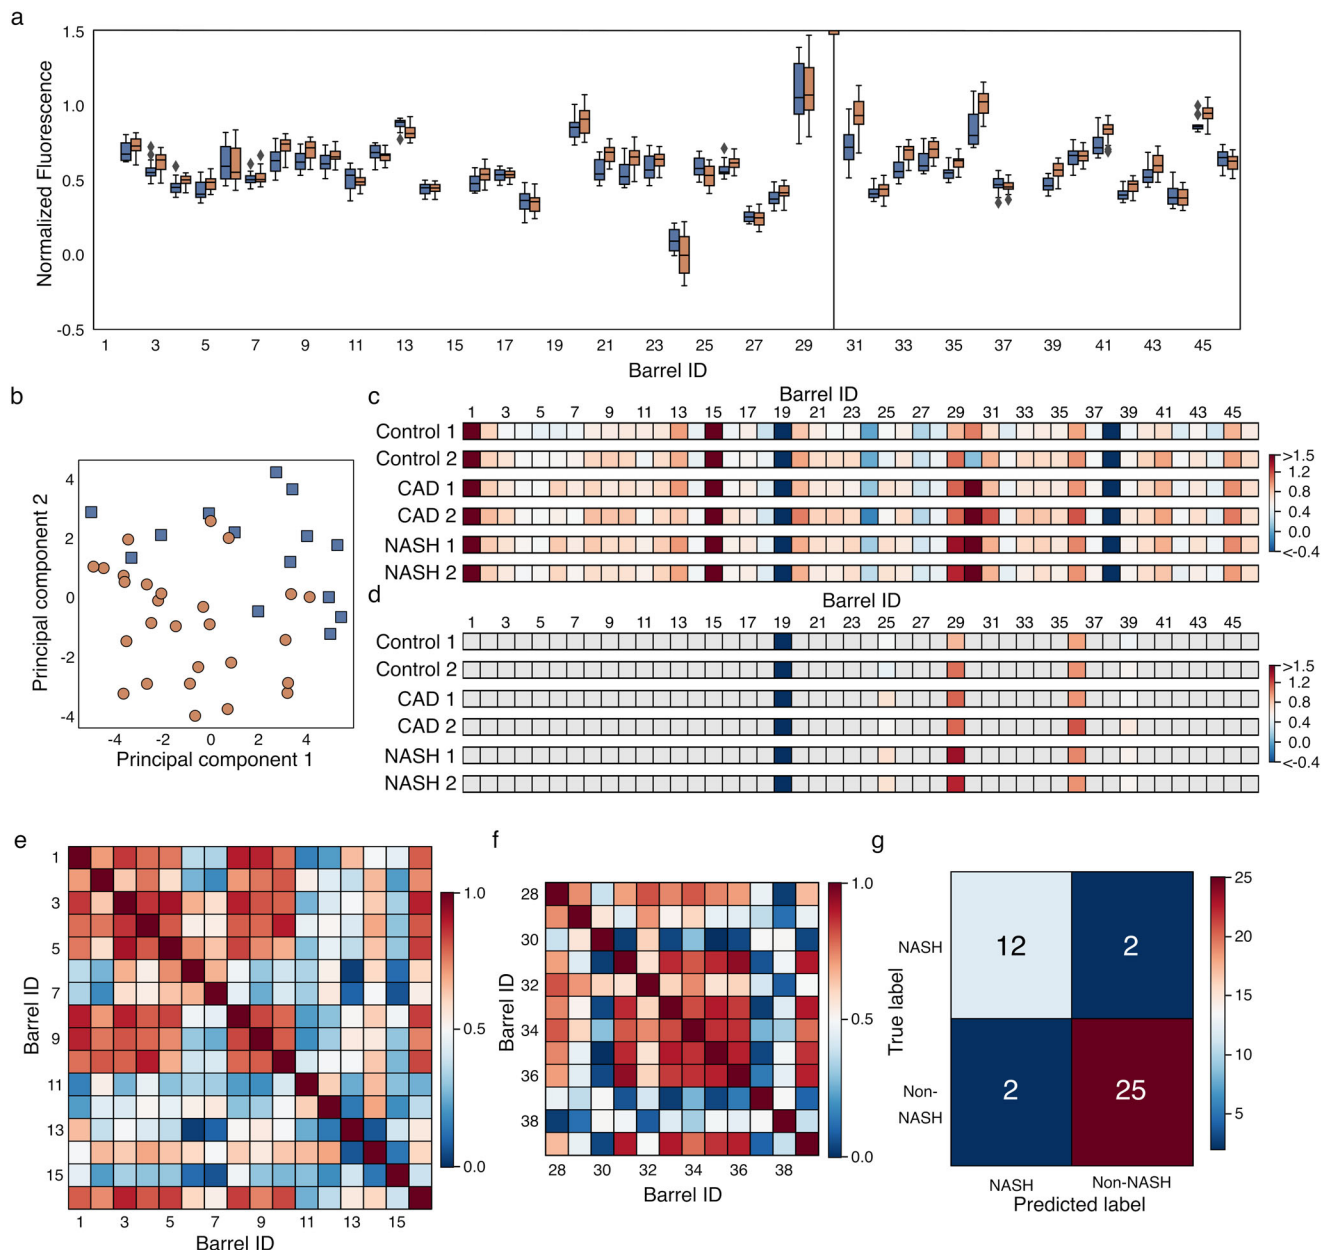 a
1.5
1.0
0.5
0.0
-0.5
Normalized Fluorescence
1 3 5 7 9 11 13 15 17 19 21 23 25 27 29 31 33 35 37 39 41 43 45
Barrel ID
b
4
2
0
-2
-4
Principal component 2
-4 -2 0 2 4
Principal component 1
c
Barrel ID
1 3 5 7 9 11 13 15 17 19 21 23 25 27 29 31 33 35 37 39 41 43 45
Control 1
Control 2
CAD 1
CAD 2
NASH 1
NASH 2
>1.5
1.2
0.8
0.4
0.0
<-0.4
d
Barrel ID
1 3 5 7 9 11 13 15 17 19 21 23 25 27 29 31 33 35 37 39 41 43 45
Control 1
Control 2
CAD 1
CAD 2
NASH 1
NASH 2
>1.5
1.2
0.8
0.4
0.0
<-0.4
e
1
3
5
7
9
11
13
15
Barrel ID
1 3 5 7 9 11 13 15
Barrel ID
1.0
0.5
0.0
f
28
30
32
34
36
38
Barrel ID
28 30 32 34 36 38
Barrel ID
1.0
0.5
0.0
g
True label
NASH
12 2
Non-
NASH
2 25
NASH Non-NASH
Predicted label
25
20
15
10
5